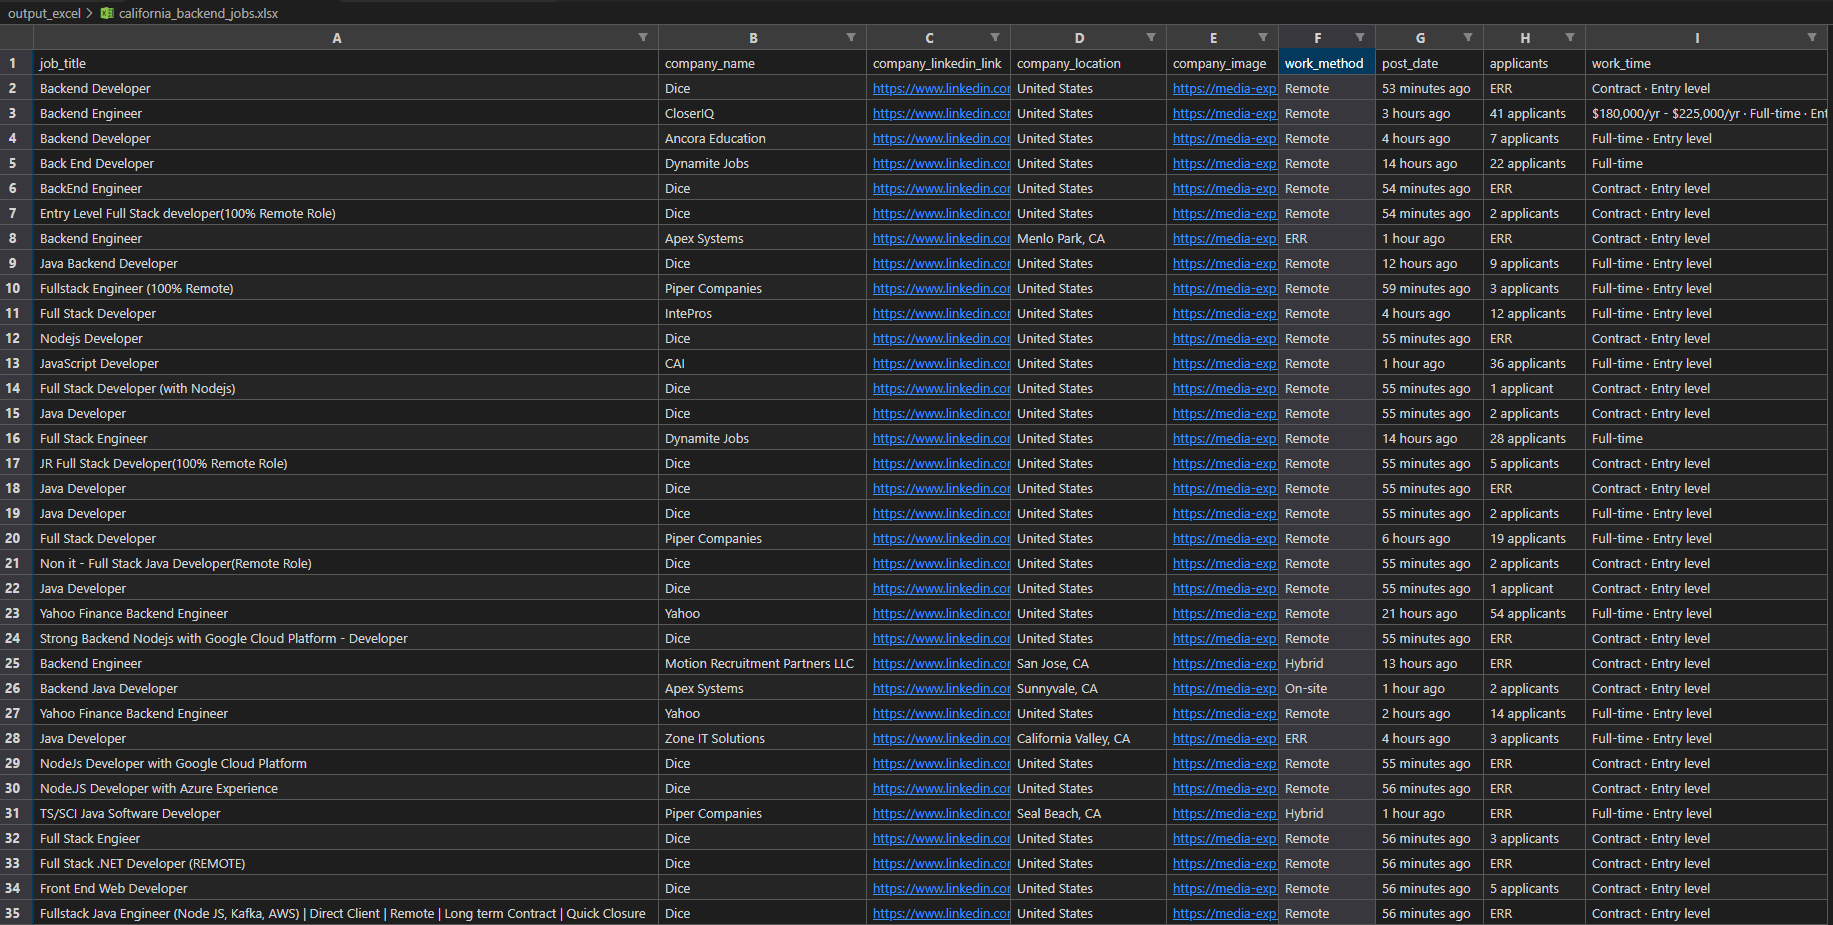 output_excel > california_backend_jobs.xlsx
A B C D E F G H I
1 job_title company_name company_linkedin_link company_location company_image work_method post_date applicants work_time
2 Backend Developer Dice https://www.linkedin.cor United States https://media-exp Remote 53 minutes ago ERR Contract · Entry level
3 Backend Engineer CloserIQ https://www.linkedin.cor United States https://media-exp Remote 3 hours ago 41 applicants $180,000/yr - $225,000/yr · Full-time · Ent
4 Backend Developer Ancora Education https://www.linkedin.cor United States https://media-exp Remote 4 hours ago 7 applicants Full-time · Entry level
5 Back End Developer Dynamite Jobs https://www.linkedin.cor United States https://media-exp Remote 14 hours ago 22 applicants Full-time
6 BackEnd Engineer Dice https://www.linkedin.cor United States https://media-exp Remote 54 minutes ago ERR Contract · Entry level
7 Entry Level Full Stack developer(100% Remote Role) Dice https://www.linkedin.cor United States https://media-exp Remote 54 minutes ago 2 applicants Contract · Entry level
8 Backend Engineer Apex Systems https://www.linkedin.cor Menlo Park, CA https://media-exp ERR 1 hour ago ERR Contract · Entry level
9 Java Backend Developer Dice https://www.linkedin.cor United States https://media-exp Remote 12 hours ago 9 applicants Full-time · Entry level
10 Fullstack Engineer (100% Remote) Piper Companies https://www.linkedin.cor United States https://media-exp Remote 59 minutes ago 3 applicants Full-time · Entry level
11 Full Stack Developer IntePros https://www.linkedin.cor United States https://media-exp Remote 4 hours ago 12 applicants Full-time · Entry level
12 Nodejs Developer Dice https://www.linkedin.cor United States https://media-exp Remote 55 minutes ago ERR Contract · Entry level
13 JavaScript Developer CAI https://www.linkedin.cor United States https://media-exp Remote 1 hour ago 36 applicants Full-time · Entry level
14 Full Stack Developer (with Nodejs) Dice https://www.linkedin.cor United States https://media-exp Remote 55 minutes ago 1 applicant Contract · Entry level
15 Java Developer Dice https://www.linkedin.cor United States https://media-exp Remote 55 minutes ago 2 applicants Contract · Entry level
16 Full Stack Engineer Dynamite Jobs https://www.linkedin.cor United States https://media-exp Remote 14 hours ago 28 applicants Full-time
17 JR Full Stack Developer(100% Remote Role) Dice https://www.linkedin.cor United States https://media-exp Remote 55 minutes ago 5 applicants Contract · Entry level
18 Java Developer Dice https://www.linkedin.cor United States https://media-exp Remote 55 minutes ago ERR Contract · Entry level
19 Java Developer Dice https://www.linkedin.cor United States https://media-exp Remote 55 minutes ago 2 applicants Full-time · Entry level
20 Full Stack Developer Piper Companies https://www.linkedin.cor United States https://media-exp Remote 6 hours ago 19 applicants Full-time · Entry level
21 Non it - Full Stack Java Developer(Remote Role) Dice https://www.linkedin.cor United States https://media-exp Remote 55 minutes ago 2 applicants Contract · Entry level
22 Java Developer Dice https://www.linkedin.cor United States https://media-exp Remote 55 minutes ago 1 applicant Contract · Entry level
23 Yahoo Finance Backend Engineer Yahoo https://www.linkedin.cor United States https://media-exp Remote 21 hours ago 54 applicants Full-time · Entry level
24 Strong Backend Nodejs with Google Cloud Platform - Developer Dice https://www.linkedin.cor United States https://media-exp Remote 55 minutes ago ERR Contract · Entry level
25 Backend Engineer Motion Recruitment Partners LLC https://www.linkedin.cor San Jose, CA https://media-exp Hybrid 13 hours ago ERR Contract · Entry level
26 Backend Java Developer Apex Systems https://www.linkedin.cor Sunnyvale, CA https://media-exp On-site 1 hour ago 2 applicants Contract · Entry level
27 Yahoo Finance Backend Engineer Yahoo https://www.linkedin.cor United States https://media-exp Remote 2 hours ago 14 applicants Full-time · Entry level
28 Java Developer Zone IT Solutions https://www.linkedin.cor California Valley, CA https://media-exp ERR 4 hours ago 3 applicants Full-time · Entry level
29 NodeJs Developer with Google Cloud Platform Dice https://www.linkedin.cor United States https://media-exp Remote 55 minutes ago ERR Contract · Entry level
30 NodeJS Developer with Azure Experience Dice https://www.linkedin.cor United States https://media-exp Remote 56 minutes ago ERR Contract · Entry level
31 TS/SCI Java Software Developer Piper Companies https://www.linkedin.cor Seal Beach, CA https://media-exp Hybrid 1 hour ago ERR Full-time · Entry level
32 Full Stack Engieer Dice https://www.linkedin.cor United States https://media-exp Remote 56 minutes ago 3 applicants Contract · Entry level
33 Full Stack .NET Developer (REMOTE) Dice https://www.linkedin.cor United States https://media-exp Remote 56 minutes ago ERR Contract · Entry level
34 Front End Web Developer Dice https://www.linkedin.cor United States https://media-exp Remote 56 minutes ago 5 applicants Contract · Entry level
35 Fullstack Java Engineer (Node JS, Kafka, AWS) | Direct Client | Remote | Long term Contract | Quick Closure Dice https://www.linkedin.cor United States https://media-exp Remote 56 minutes ago ERR Contract · Entry level